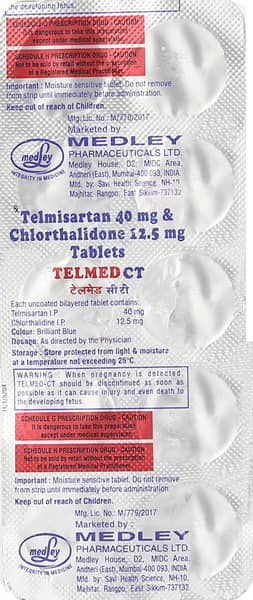 the developing fetus.
SCHEDULE G PRESCRIPTION DRUG - CAUTION
It is dangerous to take this preparation
except under medical supervision.
SCHEDULE H PRESCRIPTION DRUG - CAUTION
Not to be sold by retail without the prescription
of a Registered Medical Practitioner.
Important : Moisture sensitive tablet. Do not remove
from strip until immediately before administration.
Keep out of reach of Children.
Mfg. Lic. No.: M/779/2017
Marketed by :
medley
INTEGRITY IN MEDICINE
MEDLEY
PHARMACEUTICALS LTD.
Medley House, D2, MIDC Area,
Andheri (East), Mumbai-400 093, INDIA.
Mfd. by: Savi Health Science, NH-10,
Majhitar, Rangpo, East Sikkim-737132
Telmisartan 40 mg &
Chlorthalidone 12.5 mg
Tablets
TELMED CT
टेलमेड सी टी
Each uncoated bilayered tablet contains:
Telmisartan I.P. 40 mg
Chlorthalidone I.P. 12.5 mg
Colour: Brilliant Blue
Dosage: As directed by the Physician
Storage : Store protected from light & moisture
at a temperature not exceeding 25°C.
WARNING : When pregnancy is detected,
TELMED-CT should be discontinued as soon as
possible as it can cause injury and even death to
the developing fetus.
SCHEDULE G PRESCRIPTION DRUG - CAUTION
It is dangerous to take this preparation
except under medical supervision.
SCHEDULE H PRESCRIPTION DRUG - CAUTION
Not to be sold by retail without the prescription
of a Registered Medical Practitioner.
Important : Moisture sensitive tablet. Do not remove
from strip until immediately before administration.
Keep out of reach of Children.
Mfg. Lic. No.: M/779/2017
Marketed by :
medley
INTEGRITY IN MEDICINE
MEDLEY
PHARMACEUTICALS LTD.
Medley House, D2, MIDC Area,
Andheri (East), Mumbai-400 093, INDIA.
Mfd. by: Savi Health Science, NH-10,
Majhitar, Rangpo, East Sikkim-737132